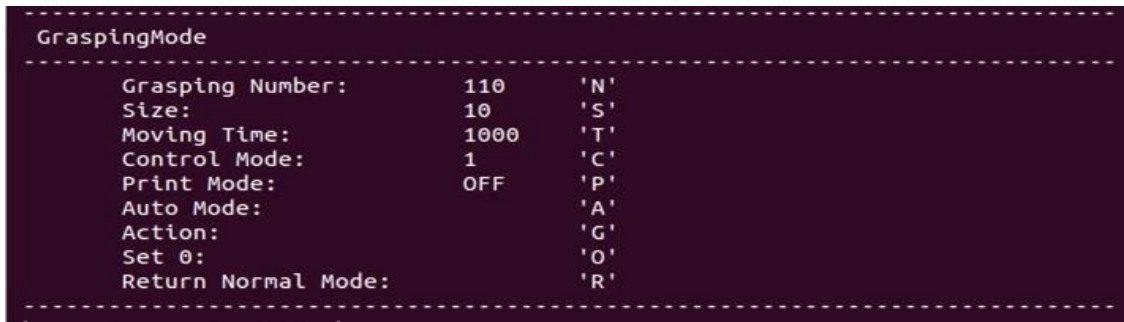 GraspingMode
Grasping Number: 110 'N'
Size: 10 'S'
Moving Time: 1000 'T'
Control Mode: 1 'C'
Print Mode: OFF 'P'
Auto Mode: 'A'
Action: 'G'
Set 0: 'O'
Return Normal Mode: 'R'